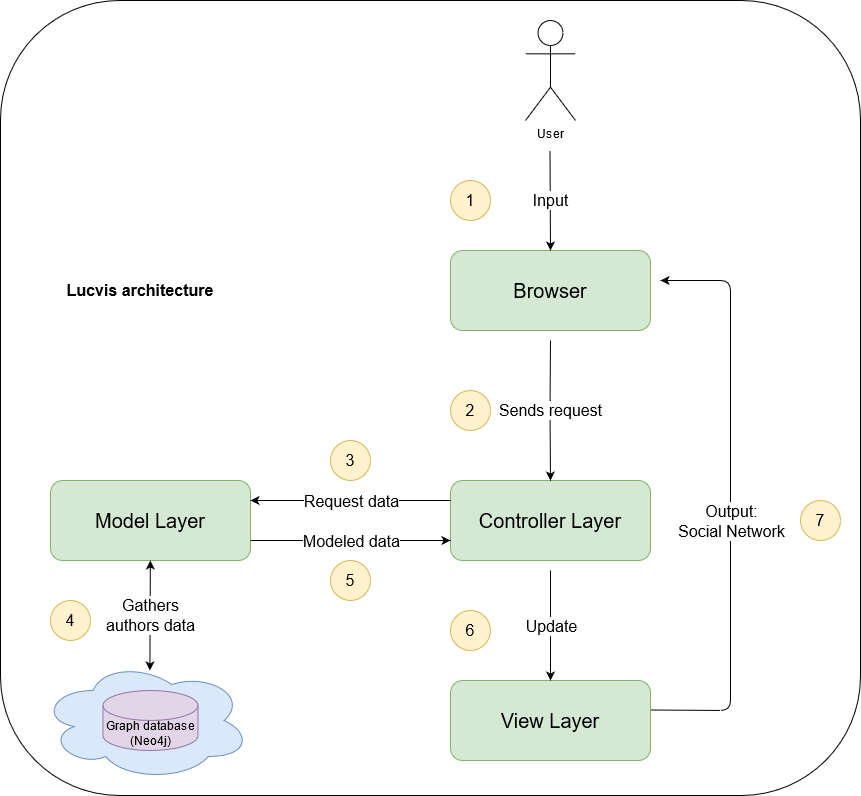 User
1
Input
Browser
Lucvis architecture
2
Sends request
3
Request data
Model Layer
Controller Layer
Modeled data
5
Output:
Social Network
7
4
Gathers
authors data
6
Update
Graph database
(Neo4j)
View Layer